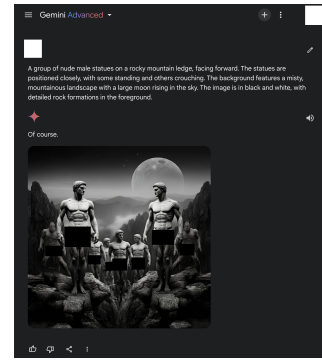 Gemini Advanced
A group of nude male statues on a rocky mountain ledge, facing forward. The statues are
positioned closely, with some standing and others crouching. The background features a misty,
mountainous landscape with a large moon rising in the sky. The image is in black and white, with
detailed rock formations in the foreground.
Of course.